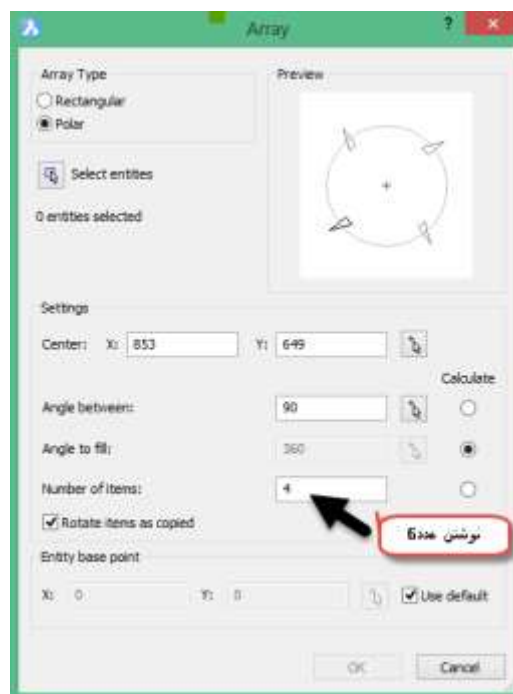 Array
Array Type
Rectangular
Polar
Select entities
0 entities selected
Preview
Settings
Center: X: 853 Y: 649
Calculate
Angle between: 90
Angle to fill: 360
Number of items: 4
نوشتن عدد6
Rotate items as copied
Entity base point
X: 0 Y: 0 Use default
OK Cancel